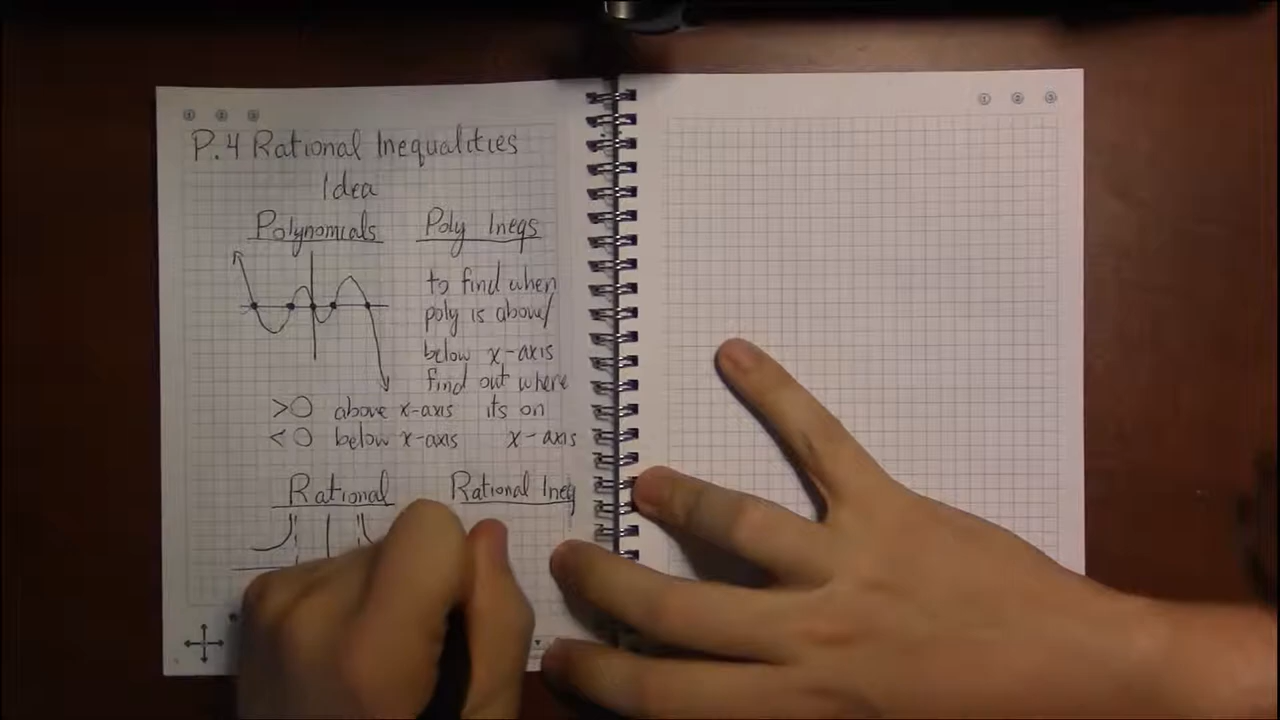 P.4 Rational Inequalities
Idea
Polynomials
Poly Ineqs
to find when
poly is above/
below x-axis
find out where
its on
x-axis
>0 above x-axis
<0 below x-axis
Rational
Rational Ineq